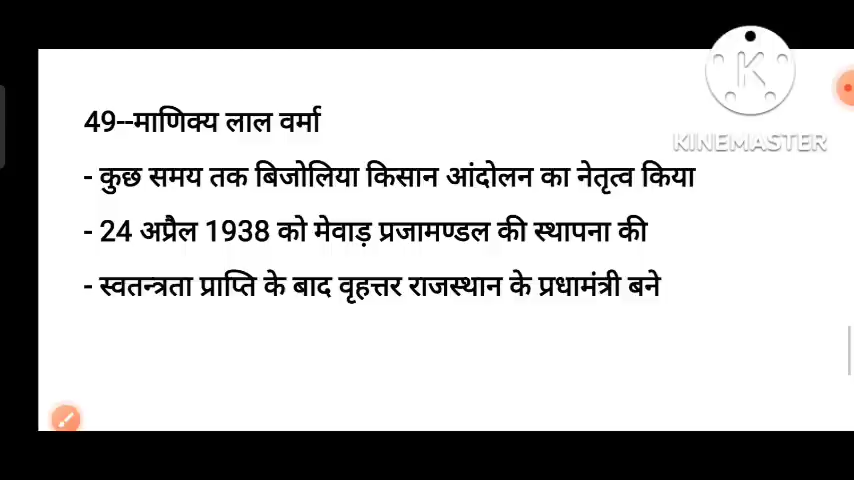 KINEMASTER
49--माणिक्य लाल वर्मा
- कुछ समय तक बिजोलिया किसान आंदोलन का नेतृत्व किया
- 24 अप्रैल 1938 को मेवाड़ प्रजामण्डल की स्थापना की
- स्वतन्त्रता प्राप्ति के बाद वृहत्तर राजस्थान के प्रधामंत्री बने